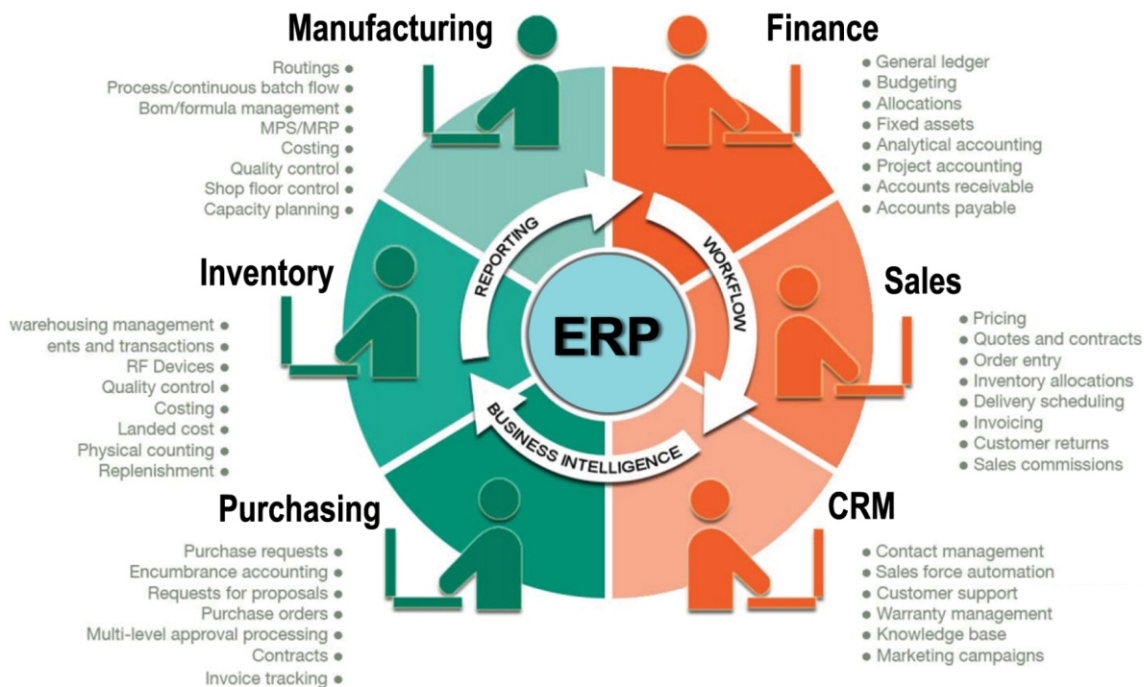 Manufacturing
Routings
Process/continuous batch flow
Bom/formula management
MPS/MRP
Costing
Quality control
Shop floor control
Capacity planning
Finance
General ledger
Budgeting
Allocations
Fixed assets
Analytical accounting
Project accounting
Accounts receivable
Accounts payable
Inventory
warehousing management
ents and transactions
RF Devices
Quality control
Costing
Landed cost
Physical counting
Replenishment
REPORTING
WORKFLOW
BUSINESS INTELLIGENCE
ERP
Sales
Pricing
Quotes and contracts
Order entry
Inventory allocations
Delivery scheduling
Invoicing
Customer returns
Sales commissions
Purchasing
Purchase requests
Encumbrance accounting
Requests for proposals
Purchase orders
Multi-level approval processing
Contracts
Invoice tracking
CRM
Contact management
Sales force automation
Customer support
Warranty management
Knowledge base
Marketing campaigns